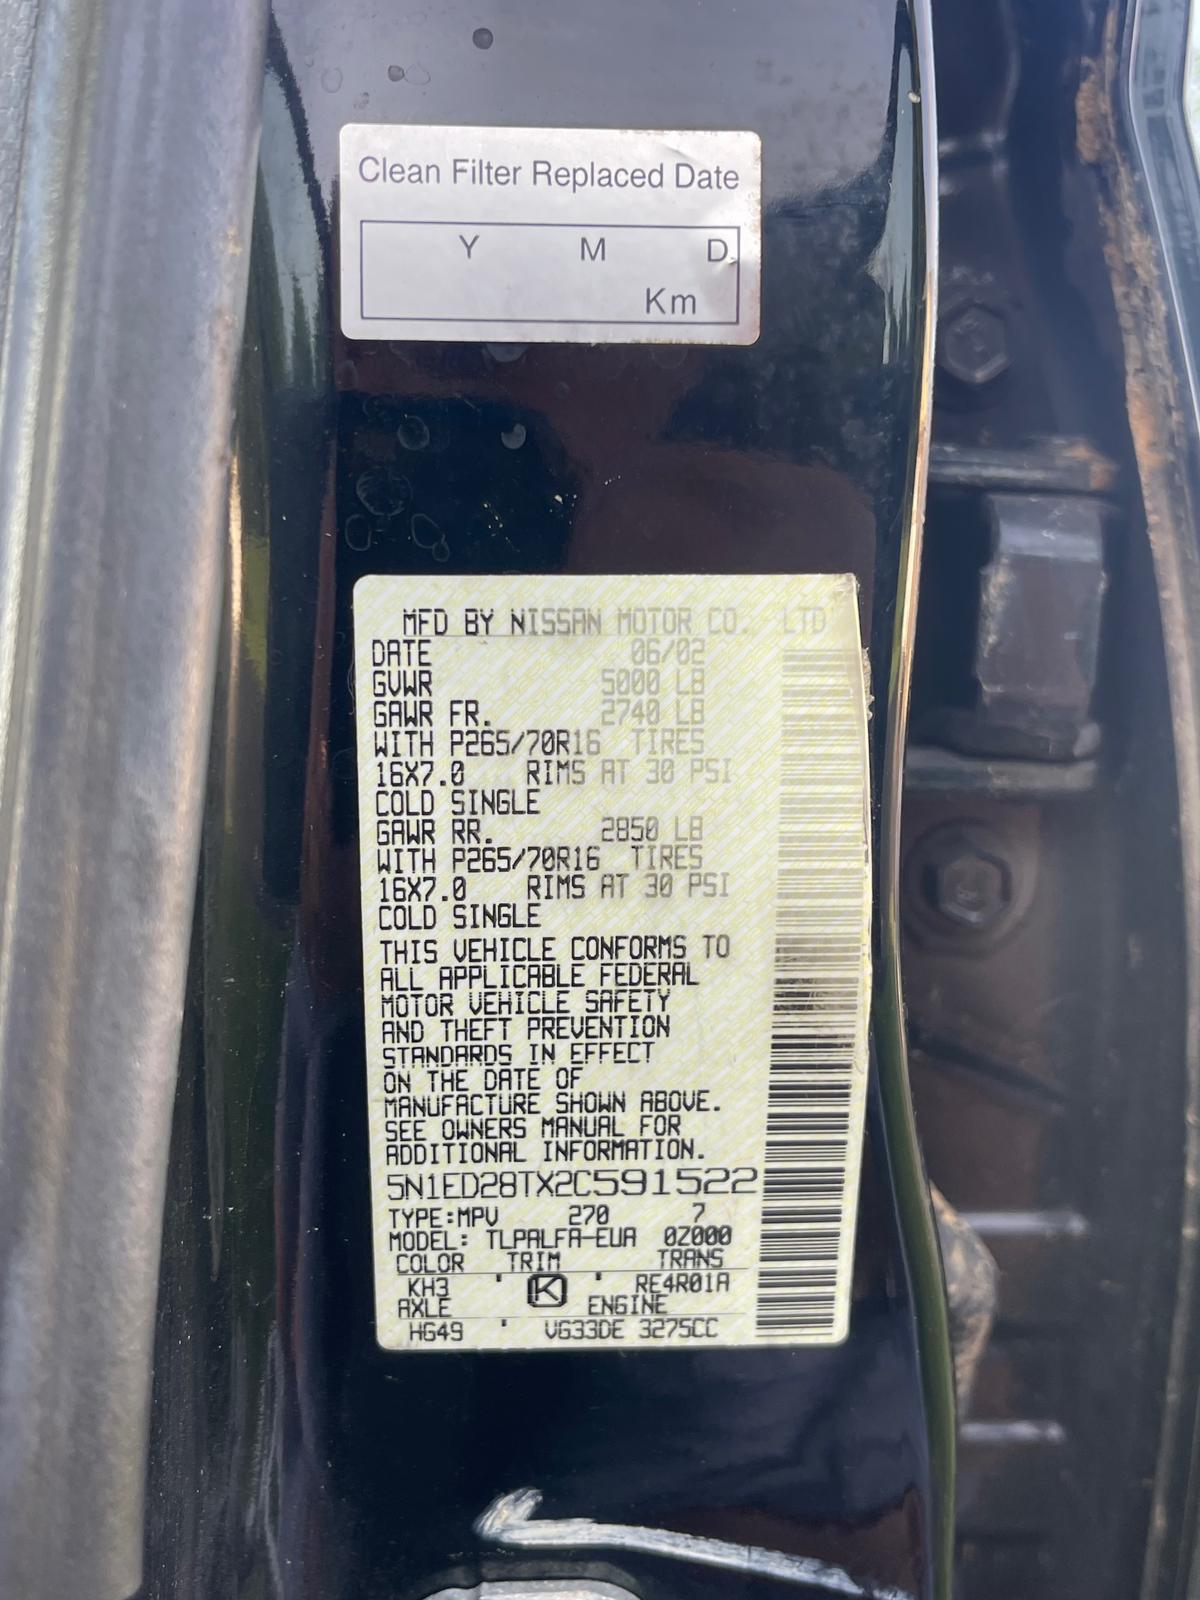 Clean Filter Replaced Date
Y M D
Km
MFD BY NISSAN MOTOR CO. LTD
DATE 06/02
GVWR 5000 LB
GAWR FR. 2740 LB
WITH P265/70R16 TIRES
16X7.0 RIMS AT 30 PSI
COLD SINGLE
GAWR RR. 2850 LB
WITH P265/70R16 TIRES
16X7.0 RIMS AT 30 PSI
COLD SINGLE
THIS VEHICLE CONFORMS TO
ALL APPLICABLE FEDERAL
MOTOR VEHICLE SAFETY
AND THEFT PREVENTION
STANDARDS IN EFFECT
ON THE DATE OF
MANUFACTURE SHOWN ABOVE.
SEE OWNERS MANUAL FOR
ADDITIONAL INFORMATION.
5N1ED28TX2C591522
TYPE:MPV 270 7
MODEL: TLPALFA-EUA 0Z000
COLOR TRIM TRANS
KH3 ' K ' RE4R01A
AXLE ENGINE
HG49 ' VG33DE 3275CC